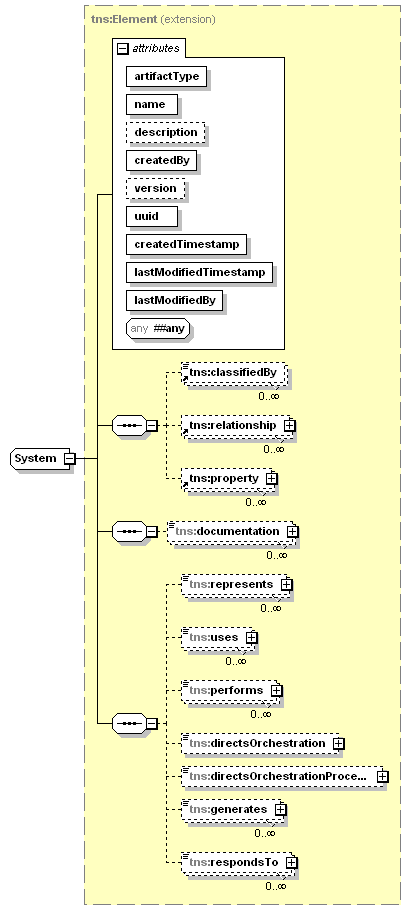 tns:Element (extension)
attributes
artifactType
name
description
createdBy
version
uuid
createdTimestamp
lastModifiedTimestamp
lastModifiedBy
any ##any
tns:classifiedBy
0..∞
tns:relationship
0..∞
System
tns:property
0..∞
tns:documentation
0..∞
tns:represents
0..∞
tns:uses
0..∞
tns:performs
0..∞
tns:directsOrchestration
tns:directsOrchestrationProce...
tns:generates
0..∞
tns:respondsTo
0..∞